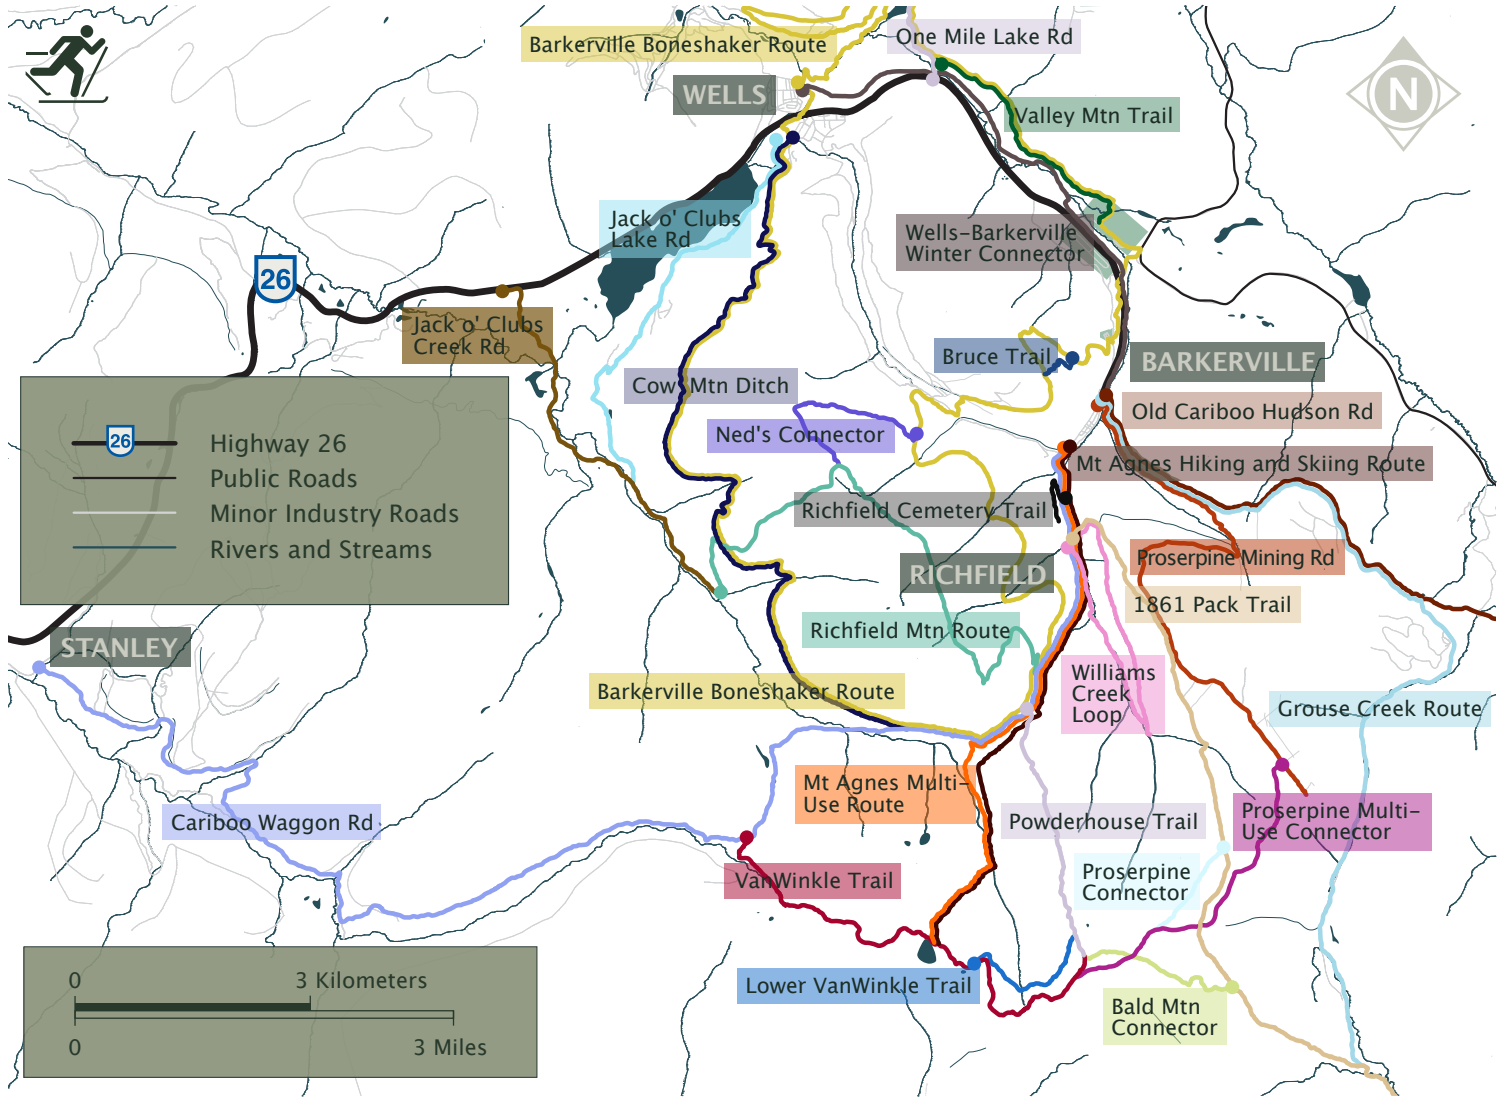 One Mile Lake Rd
Barkerville Boneshaker Route
WELLS
N
Valley Mtn Trail
Jack o' Clubs
Lake Rd
Wells-Barkerville
Winter Connector
26
Jack o' Clubs
Creek Rd
Bruce Trail
BARKERVILLE
Cow Mtn Ditch
Old Cariboo Hudson Rd
Ned's Connector
26
Highway 26
Public Roads
Minor Industry Roads
Rivers and Streams
Mt Agnes Hiking and Skiing Route
Richfield Cemetery Trail
Proserpine Mining Rd
RICHFIELD
1861 Pack Trail
Richfield Mtn Route
STANLEY
Williams
Creek
Loop
Barkerville Boneshaker Route
Grouse Creek Route
Mt Agnes Multi-
Use Route
Cariboo Waggon Rd
Powderhouse Trail
Proserpine Multi-
Use Connector
Proserpine
Connector
VanWinkle Trail
Lower VanWinkle Trail
Bald Mtn
Connector
0
3 Kilometers
0
3 Miles